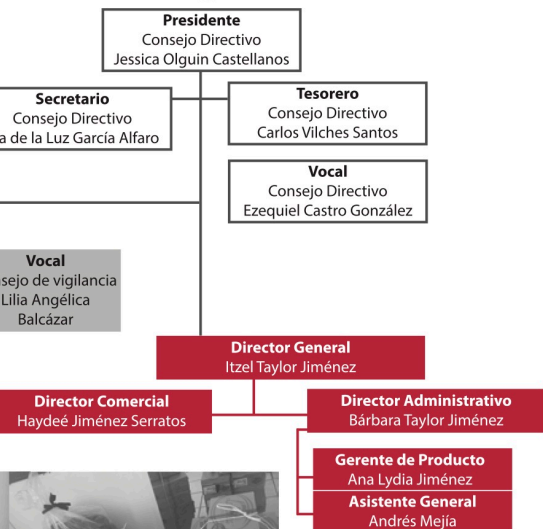 Presidente
Consejo Directivo
Jessica Olguin Castellanos
Secretario
Consejo Directivo
de la Luz García Alfaro
Tesorero
Consejo Directivo
Carlos Vilches Santos
Vocal
Consejo Directivo
Ezequiel Castro González
Vocal
de vigilancia
Lilia Angélica
Balcázar
Director General
Itzel Taylor Jiménez
Director Comercial
Haydeé Jiménez Serratos
Director Administrativo
Bárbara Taylor Jiménez
Gerente de Producto
Ana Lydia Jiménez
Asistente General
Andrés Mejía